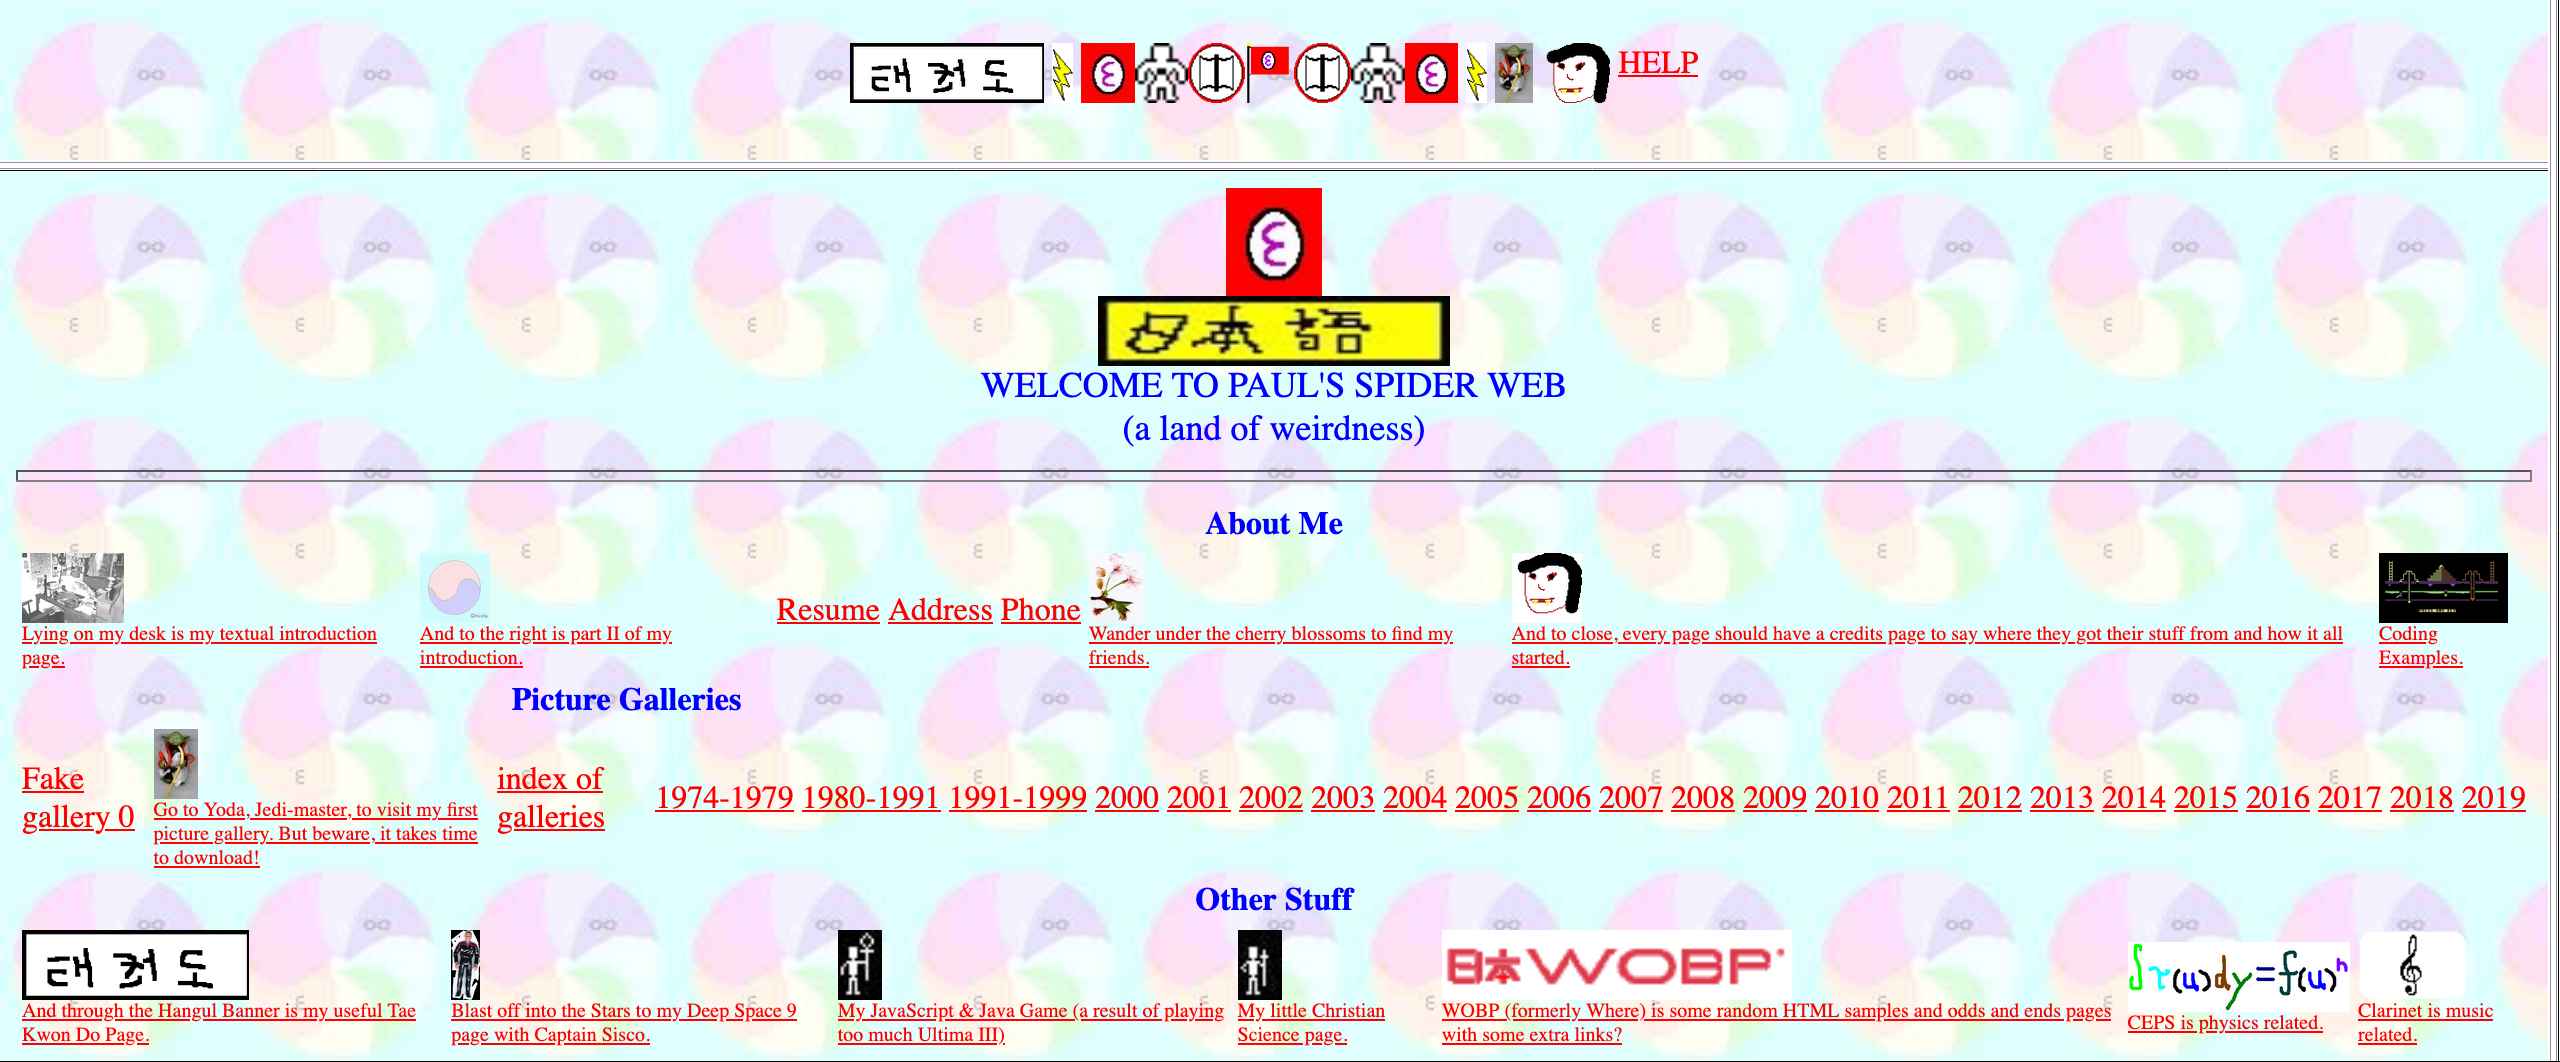 태 권 도 HELP
ε
日本語
WELCOME TO PAUL'S SPIDER WEB
(a land of weirdness)
About Me
Lying on my desk is my textual introduction
page.
And to the right is part II of my
introduction.
Resume Address Phone
Wander under the cherry blossoms to find my
friends.
And to close, every page should have a credits page to say where they got their stuff from and how it all
started.
Coding
Examples.
Picture Galleries
Fake
gallery 0
Go to Yoda, Jedi-master, to visit my first
picture gallery. But beware, it takes time
to download!
index of
galleries
1974-1979 1980-1991 1991-1999 2000 2001 2002 2003 2004 2005 2006 2007 2008 2009 2010 2011 2012 2013 2014 2015 2016 2017 2018 2019
Other Stuff
태 권 도
And through the Hangul Banner is my useful Tae
Kwon Do Page.
Blast off into the Stars to my Deep Space 9
page with Captain Sisco.
My JavaScript & Java Game (a result of playing
too much Ultima III)
My little Christian
Science page.
日本WOBP
WOBP (formerly Where) is some random HTML samples and odds and ends pages
with some extra links?
∫τ(u)dy=f(u)ⁿ
CEPS is physics related.
Clarinet is music
related.